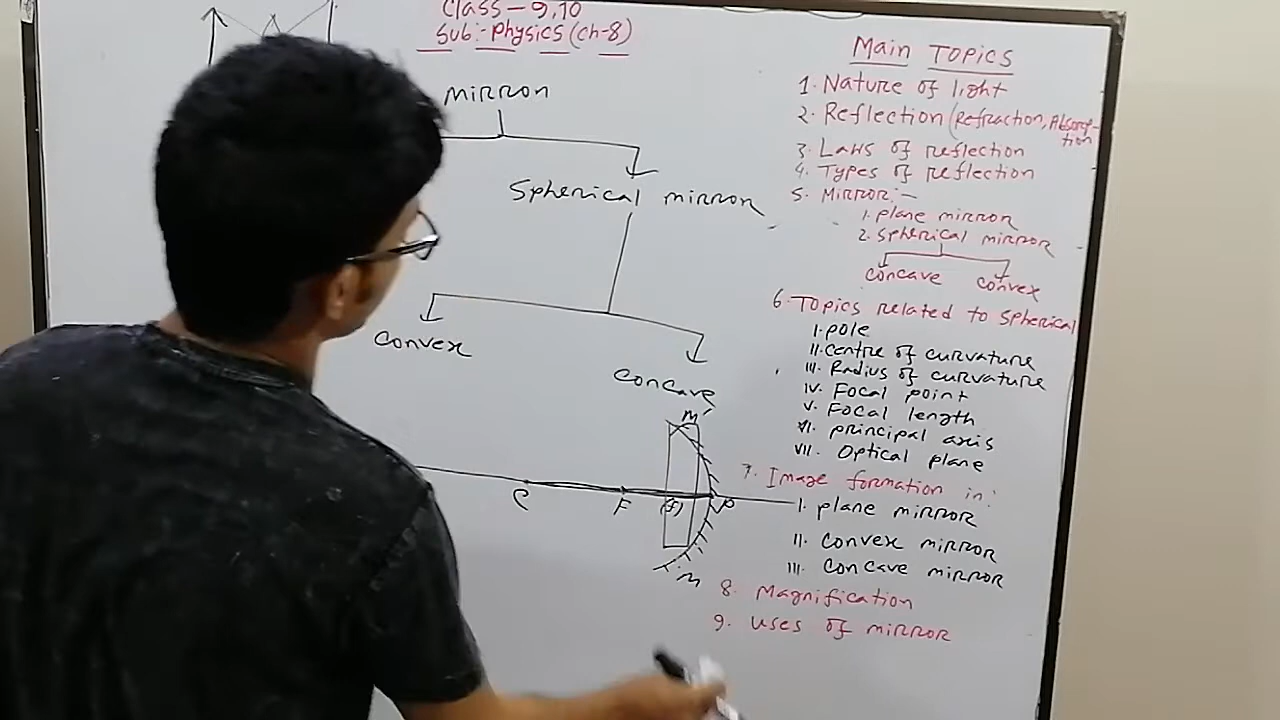 Class - 9,10
Sub:- Physics (ch-8)
Mirror
Spherical mirror
Convex
Concave
M'
C
F
(f)
P
M
Main Topics
1. Nature of light
2. Reflection (Refraction, Absorp-
tion
3. Laws of reflection
4. Types of reflection
5. Mirror:-
1. plane mirror
2. spherical mirror
concave convex
6. Topics related to spherical
I. pole
II. centre of curvature
III. Radius of curvature
IV. Focal point
V. Focal length
VI. principal axis
VII. Optical plane
7. Image formation in:
I. plane mirror
II. convex mirror
III. concave mirror
8. Magnification
9. Uses of mirror